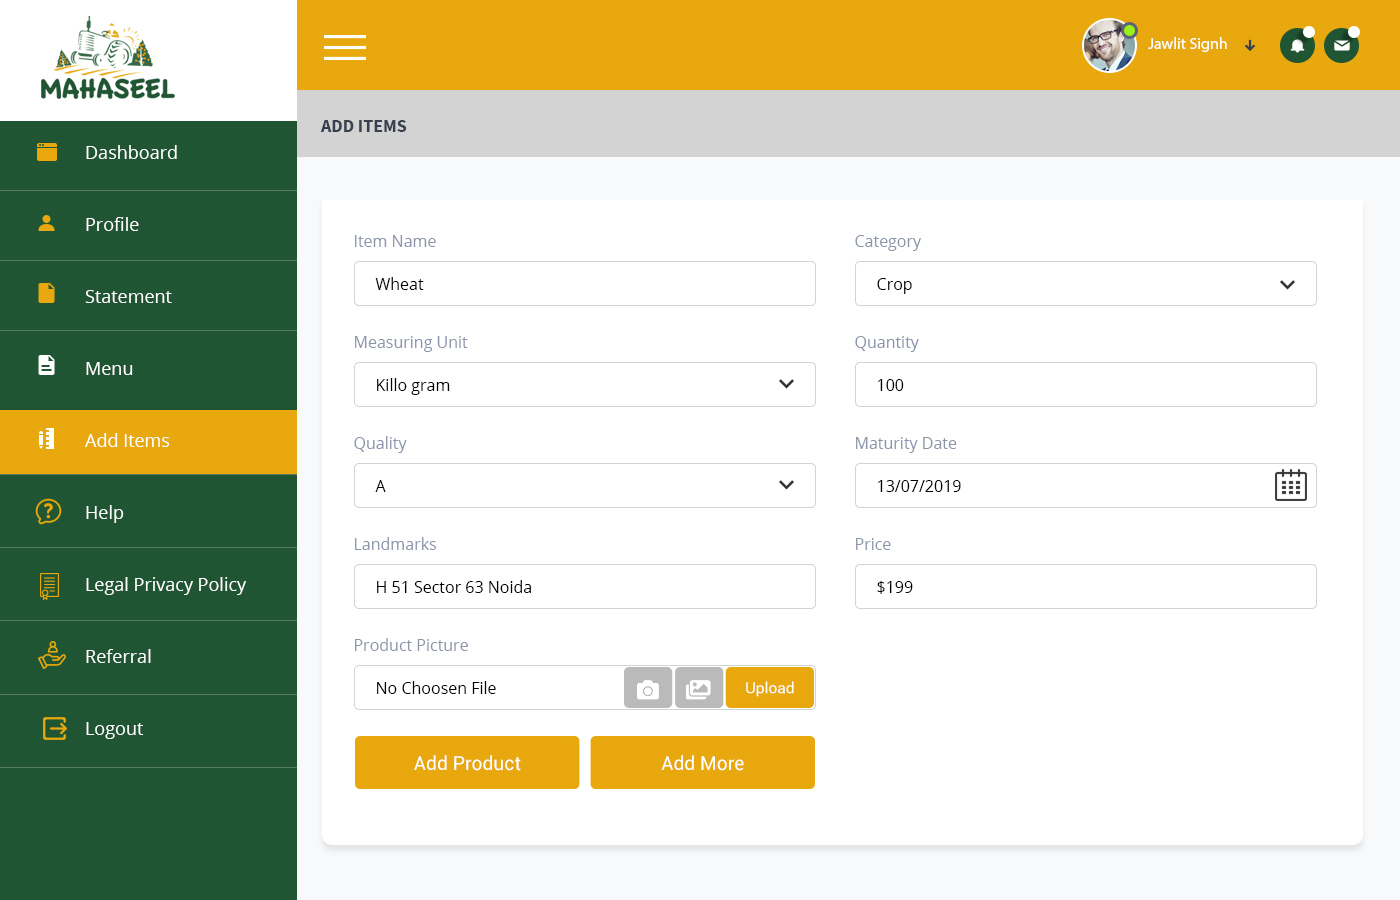 MAHASEEL
Jawlit Signh
ADD ITEMS
Dashboard
Profile
Statement
Menu
Add Items
Help
Legal Privacy Policy
Referral
Logout
Item Name
Wheat
Category
Crop
Measuring Unit
Killo gram
Quantity
100
Quality
A
Maturity Date
13/07/2019
Landmarks
H 51 Sector 63 Noida
Price
$199
Product Picture
No Choosen File
Upload
Add Product
Add More